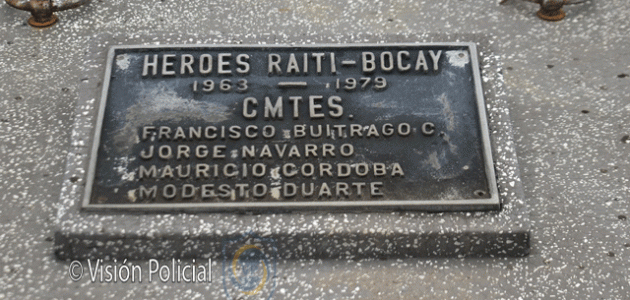 HEROES RAITI-BOCAY
1963 — 1979
CMTES.
FRANCISCO BUITRAGO C.
JORGE NAVARRO
MAURICIO CORDOBA
MODESTO DUARTE
© Visión Policial